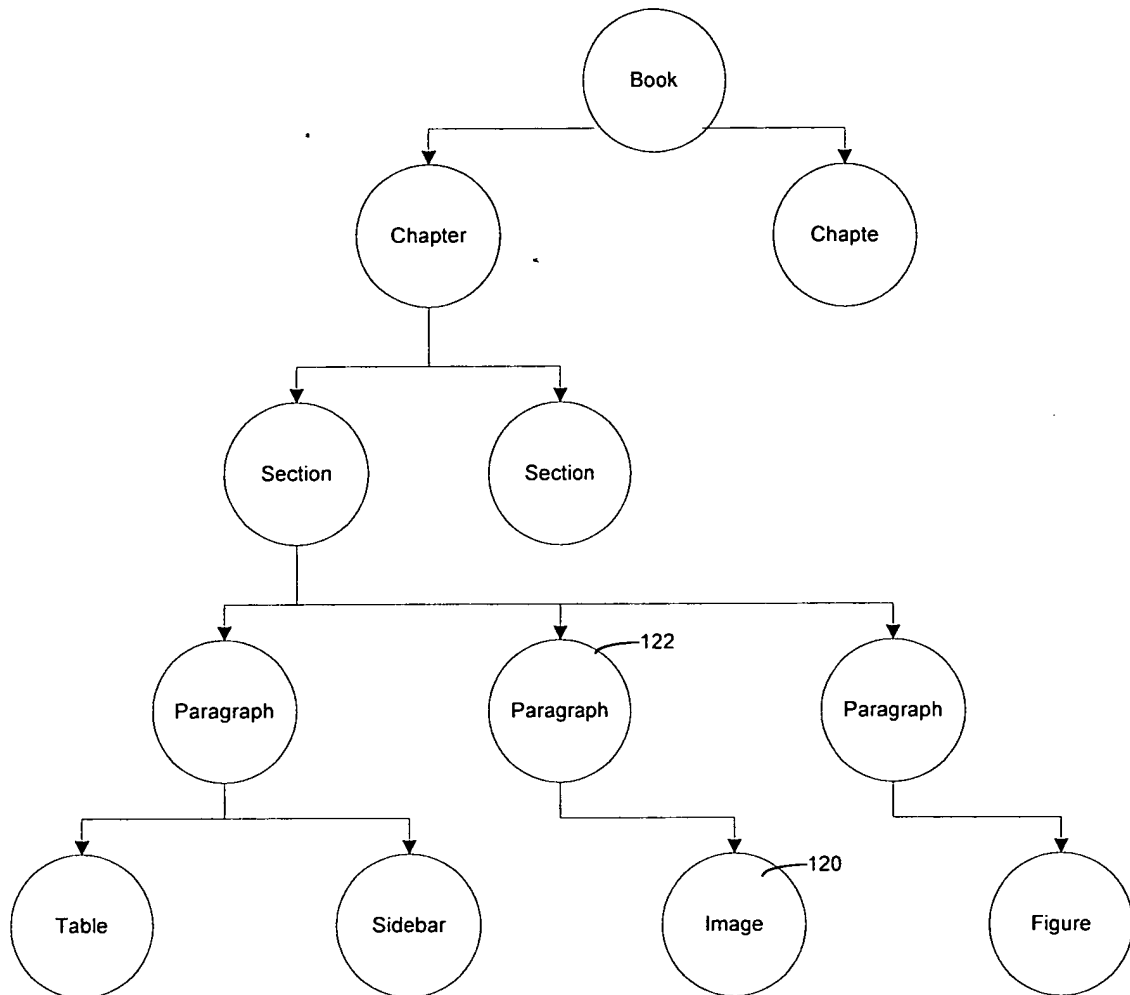 Book
Chapter
Chapte
Section
Section
122
Paragraph
Paragraph
Paragraph
120
Table
Sidebar
Image
Figure